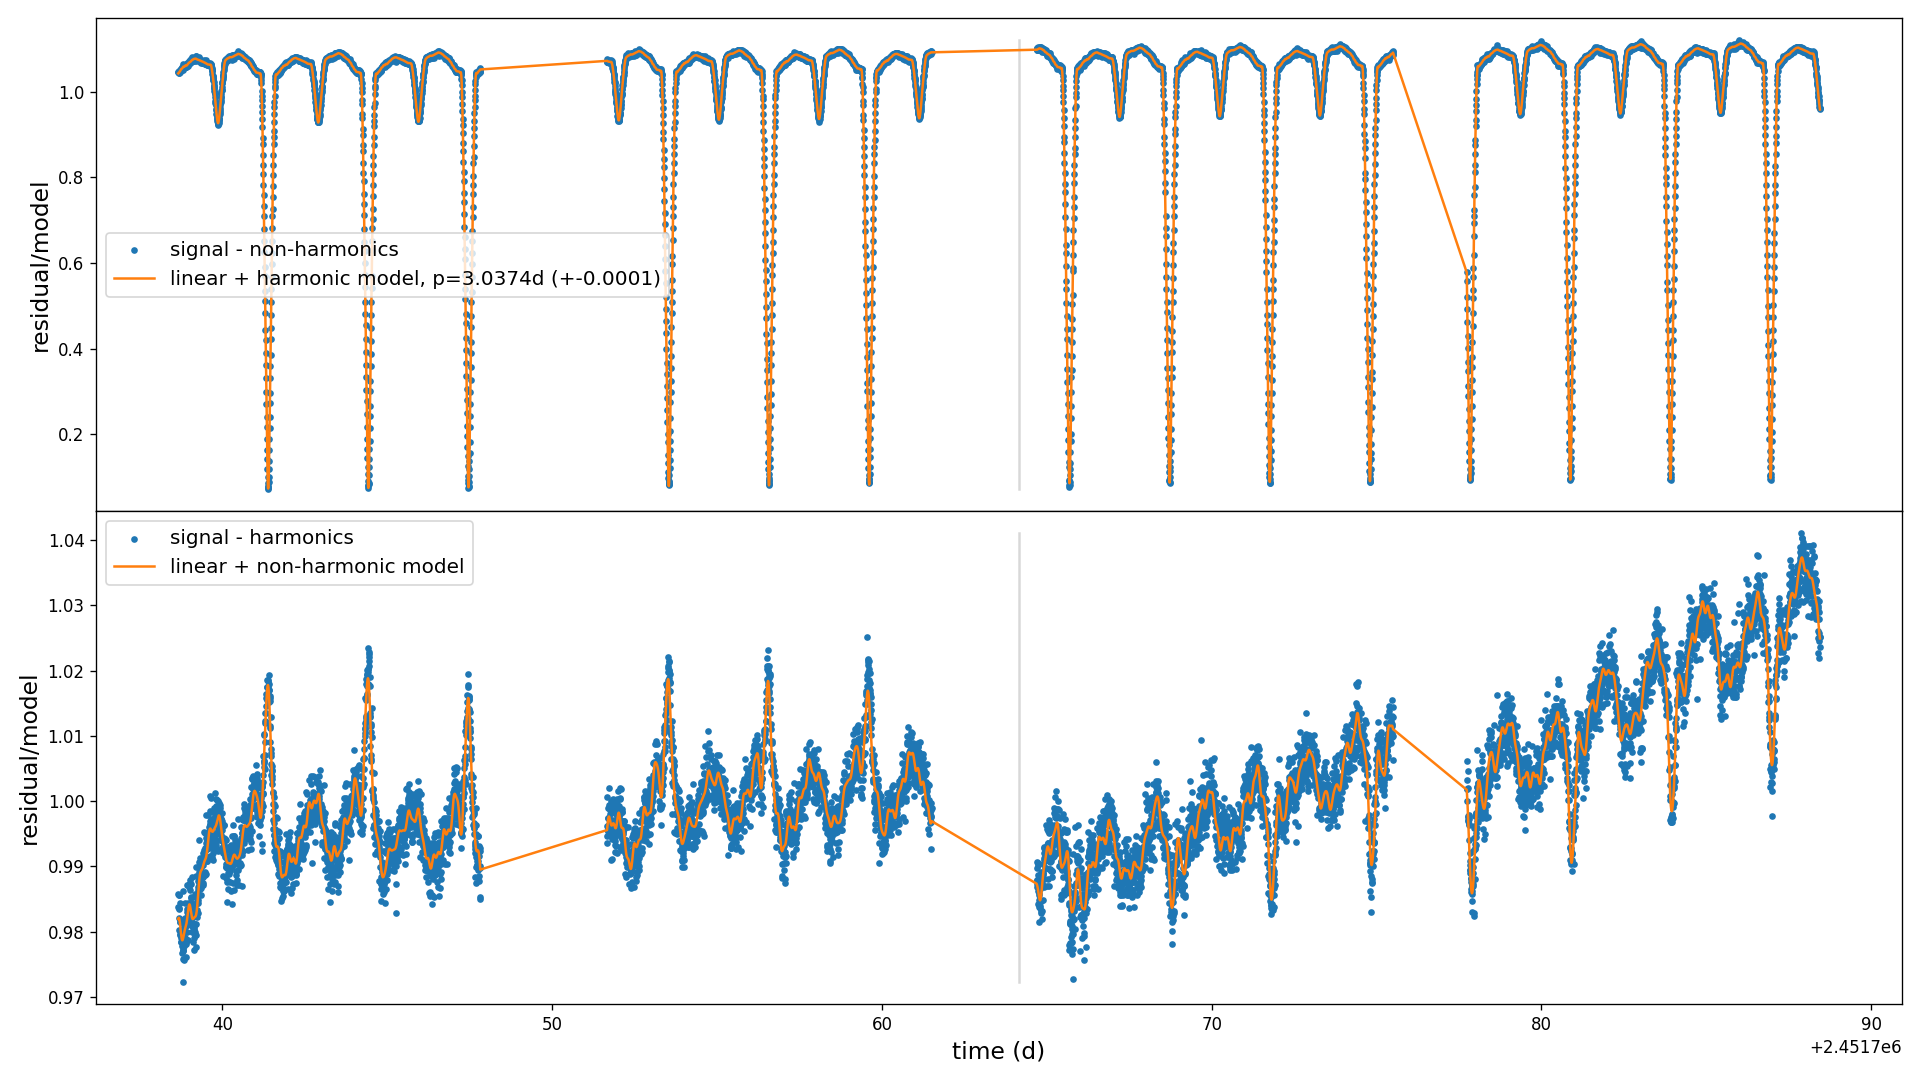 1.0
0.8
0.6
0.4
0.2
residual/model
signal - non-harmonics
linear + harmonic model, p=3.0374d (+-0.0001)
1.04
1.03
1.02
1.01
1.00
0.99
0.98
0.97
residual/model
signal - harmonics
linear + non-harmonic model
40 50 60 70 80 90
time (d)
+2.4517e6